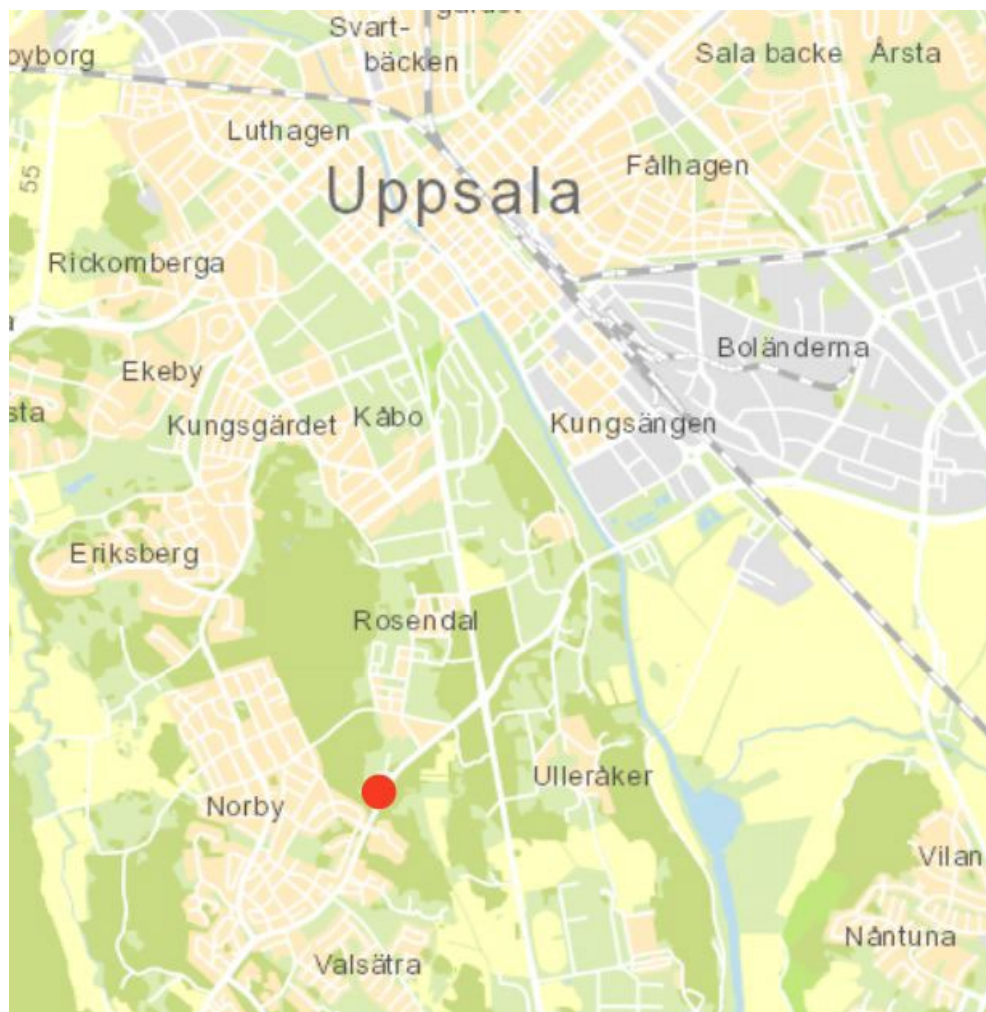 Svart-
bäcken
Sala backe
Årsta
Luthagen
Fålhagen
55
Uppsala
Rickomberga
Boländerna
Ekeby
Kungsgärdet
Kåbo
Kungsängen
Eriksberg
Rosendal
Ulleråker
Norby
Vilan
Nåntuna
Valsätra